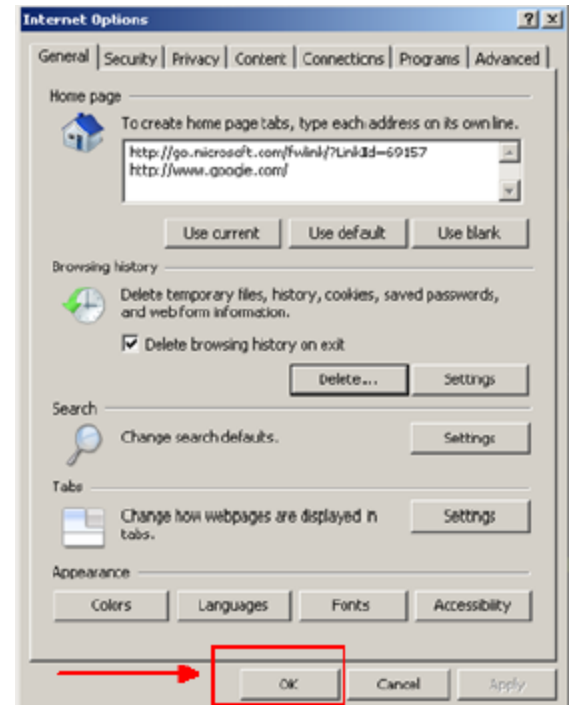 Internet Options
General Security Privacy Content Connections Programs Advanced
Home page
To create home page tabs, type each address on its own line.
http://go.microsoft.com/fwlink/?LinkId=69157
http://www.google.com/
Use current Use default Use blank
Browsing history
Delete temporary files, history, cookies, saved passwords,
and web form information.
Delete browsing history on exit
Delete... Settings
Search
Change search defaults. Settings
Tabs
Change how webpages are displayed in Settings
tabs.
Appearance
Colors Languages Fonts Accessibility
OK Cancel Apply